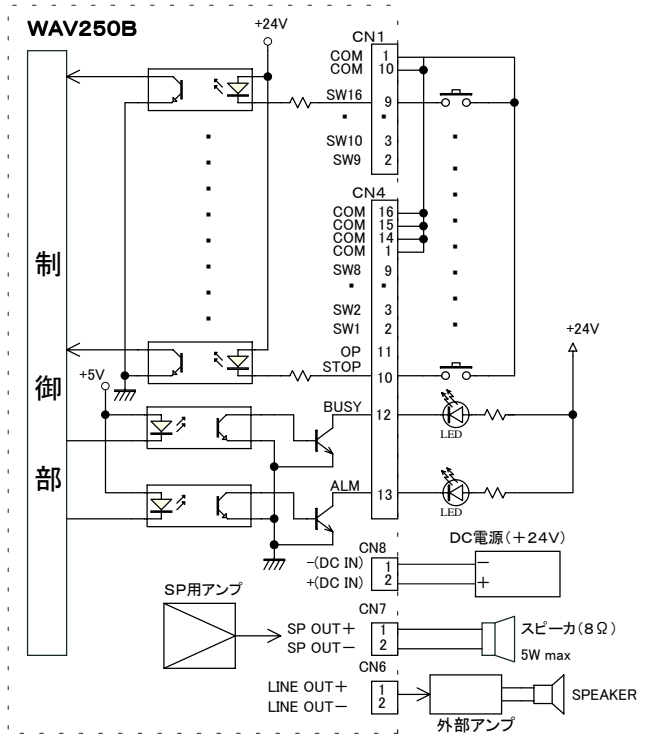 WAV250B
+24V
CN1
COM 1
COM 10
SW16 9
SW10 3
SW9 2
CN4
COM 16
COM 15
COM 14
COM 1
SW8 9
SW2 3
SW1 2
OP 11
STOP 10
+24V
制御部
+5V
BUSY 12
LED
ALM 13
LED
CN8
DC電源(+24V)
-(DC IN) 1
+(DC IN) 2
−
+
SP用アンプ
CN7
SP OUT+ 1
SP OUT− 2
スピーカ(8Ω)
5W max
CN6
LINE OUT+ 1
LINE OUT− 2
SPEAKER
外部アンプ